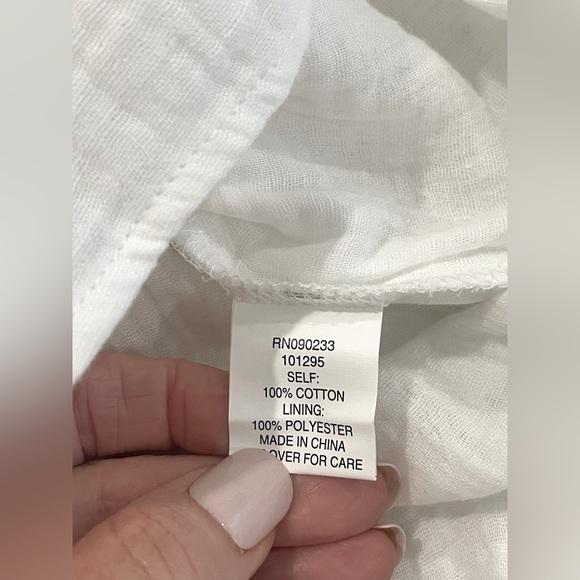 RN090233
101295
SELF:
100% COTTON
LINING:
100% POLYESTER
MADE IN CHINA
OVER FOR CARE